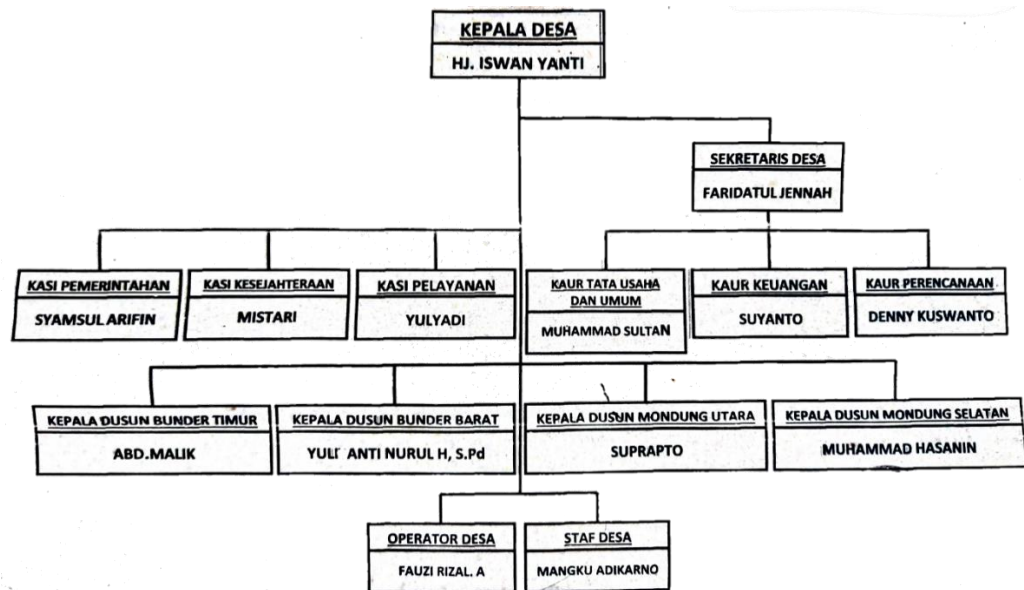 KEPALA DESA
HJ. ISWAN YANTI
SEKRETARIS DESA
FARIDATUL JENNAH
KASI PEMERINTAHAN
SYAMSUL ARIFIN
KASI KESEJAHTERAAN
MISTARI
KASI PELAYANAN
YULYADI
KAUR TATA USAHA
DAN UMUM
MUHAMMAD SULTAN
KAUR KEUANGAN
SUYANTO
KAUR PERENCANAAN
DENNY KUSWANTO
KEPALA DUSUN BUNDER TIMUR
ABD.MALIK
KEPALA DUSUN BUNDER BARAT
YULI ANTI NURUL H, S.Pd
KEPALA DUSUN MONDUNG UTARA
SUPRAPTO
KEPALA DUSUN MONDUNG SELATAN
MUHAMMAD HASANIN
OPERATOR DESA
FAUZI RIZAL. A
STAF DESA
MANGKU ADIKARNO